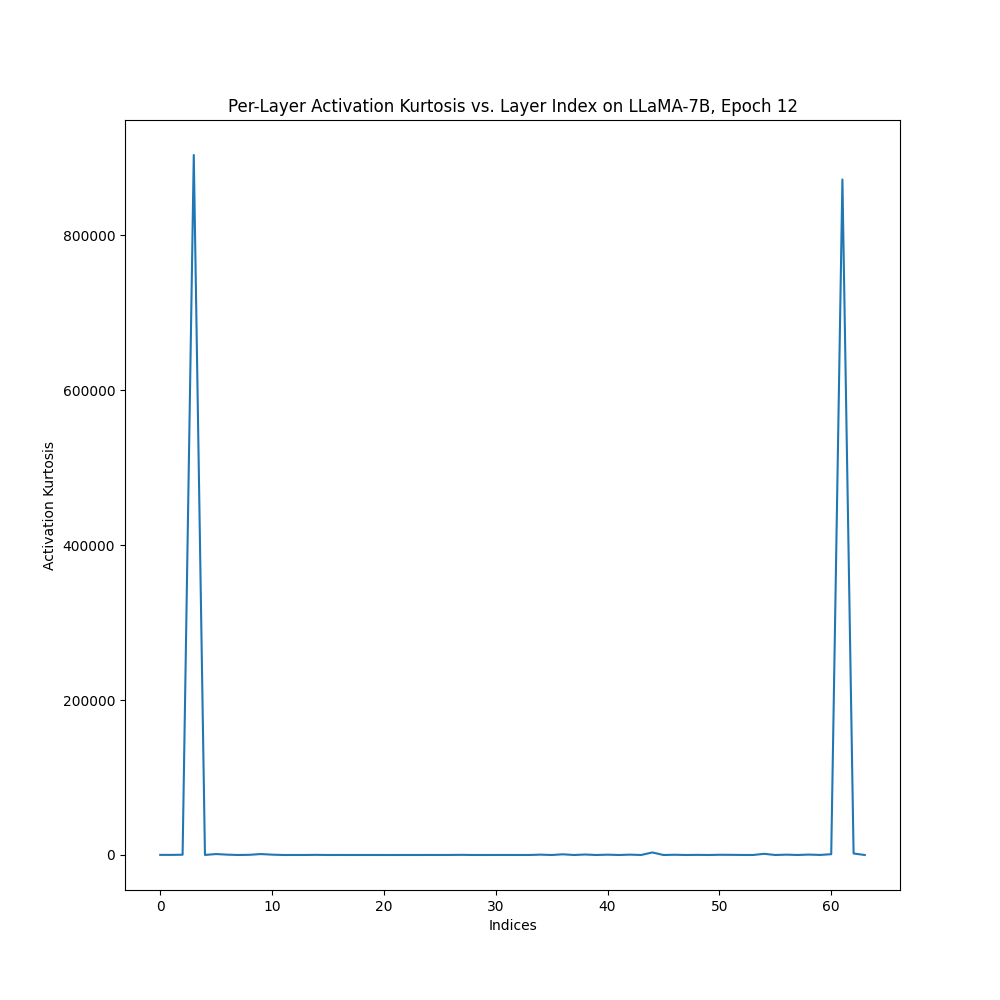 Per-Layer Activation Kurtosis vs. Layer Index on LLaMA-7B, Epoch 12
Activation Kurtosis
800000
600000
400000
200000
0
0 10 20 30 40 50 60
Indices